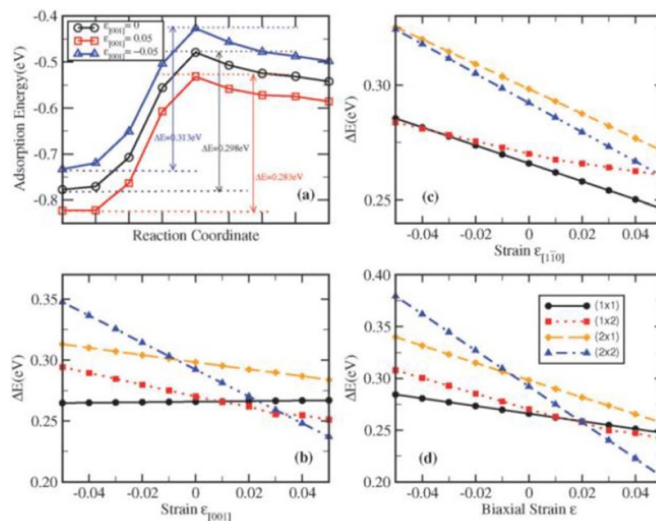 ε[001]= 0
ε[001]= 0.05
ε[001]= −0.05
-0.4
-0.5
-0.6
-0.7
-0.8
Adsorption Energy(eV)
ΔE=0.313eV
ΔE=0.298eV
ΔE=0.283eV
(a)
Reaction Coordinate
0.30
0.25
ΔE(eV)
(c)
-0.04 -0.02 0 0.02 0.04
Strain ε[11̄0]
0.35
0.30
0.25
0.20
ΔE(eV)
(b)
-0.04 -0.02 0 0.02 0.04
Strain ε[001]
0.40
0.35
0.30
0.25
0.20
ΔE(eV)
(1x1)
(1x2)
(2x1)
(2x2)
(d)
-0.04 -0.02 0 0.02 0.04
Biaxial Strain ε